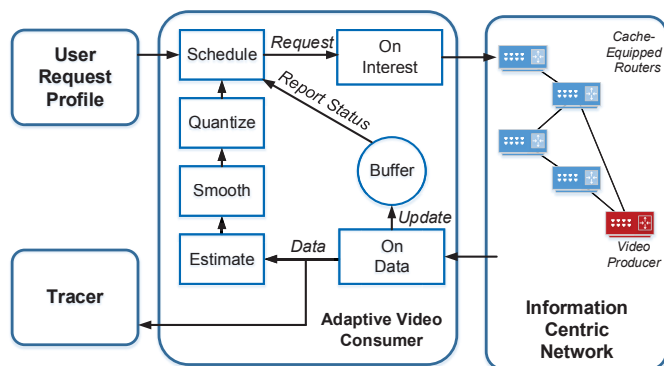 User
Request
Profile
Schedule
Request
On
Interest
Cache-
Equipped
Routers
Report Status
Quantize
Smooth
Buffer
Update
Estimate
Data
On
Data
Video
Producer
Tracer
Adaptive Video
Consumer
Information
Centric
Network